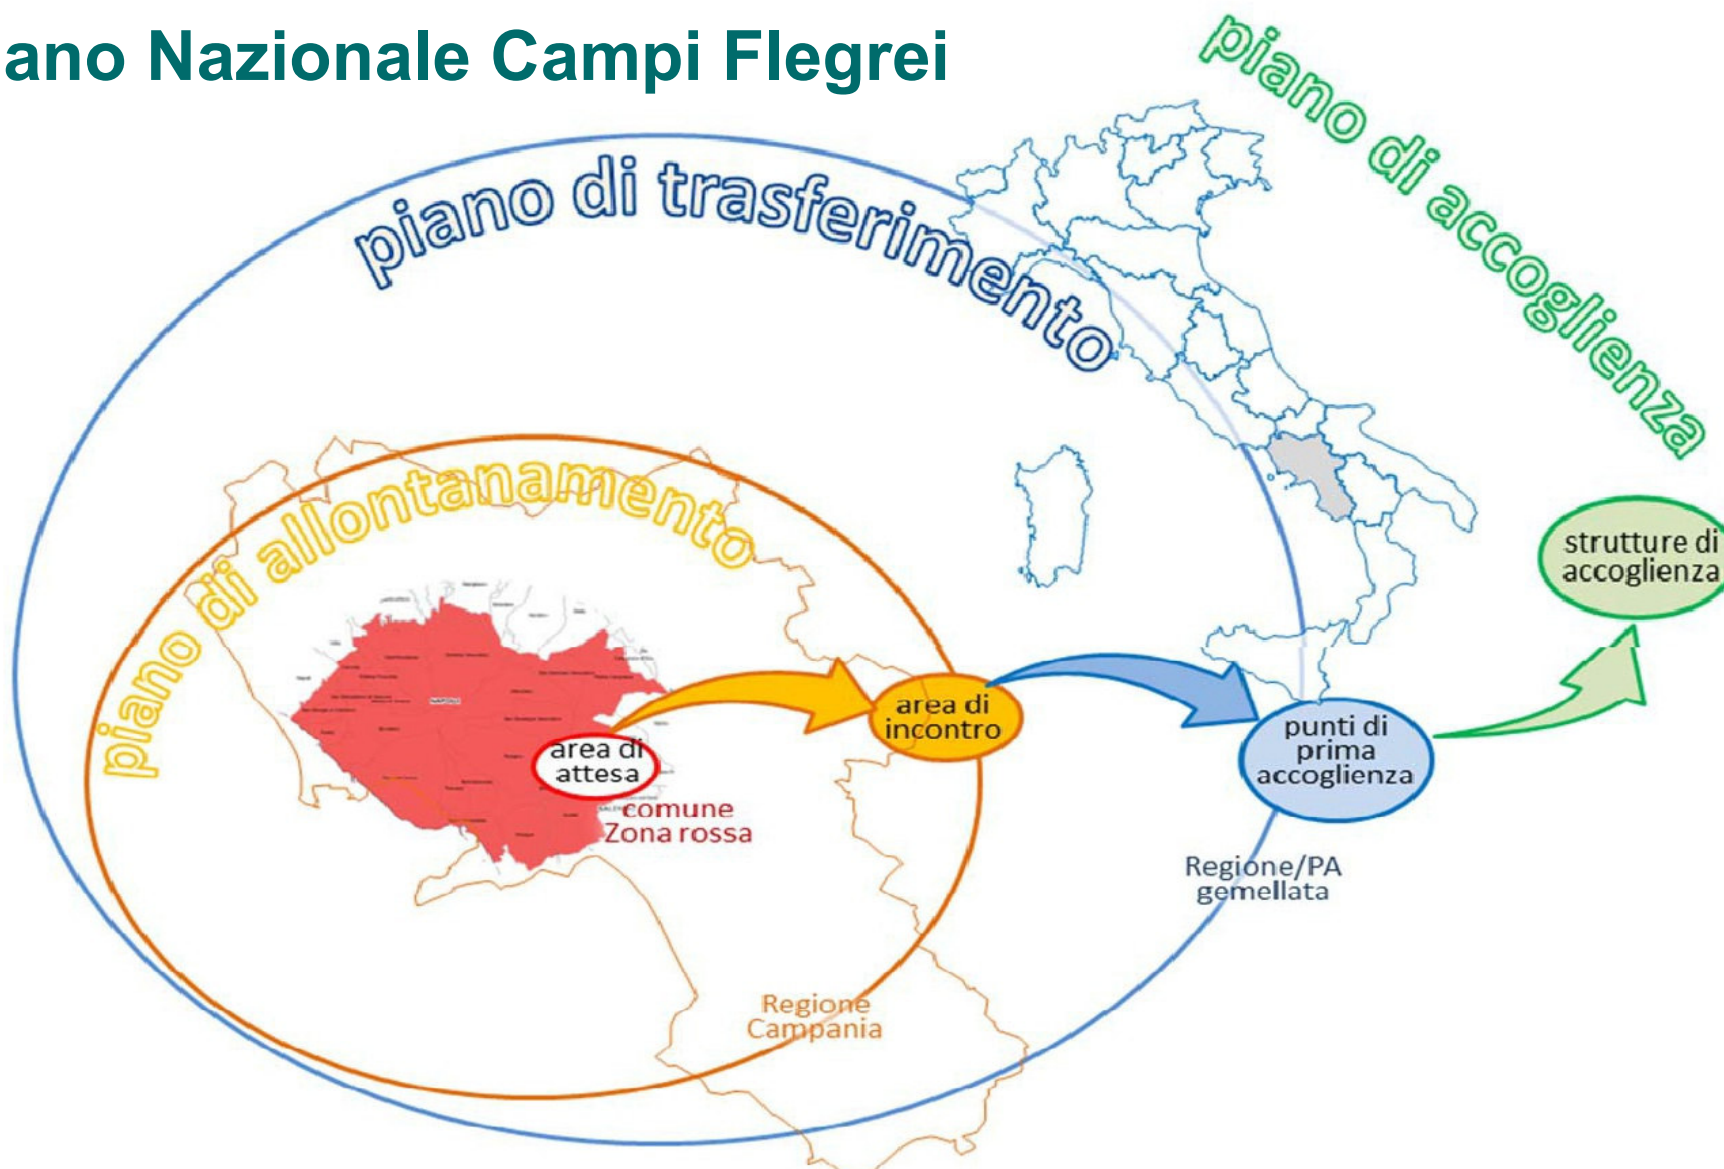 ano Nazionale Campi Flegrei
piano di accoglienza
piano di trasferimento
piano di allontanamento
strutture di
accoglienza
NAPOLI
area di
incontro
punti di
prima
accoglienza
area di
attesa
comune
Zona rossa
Regione/PA
gemellata
Regione
Campania